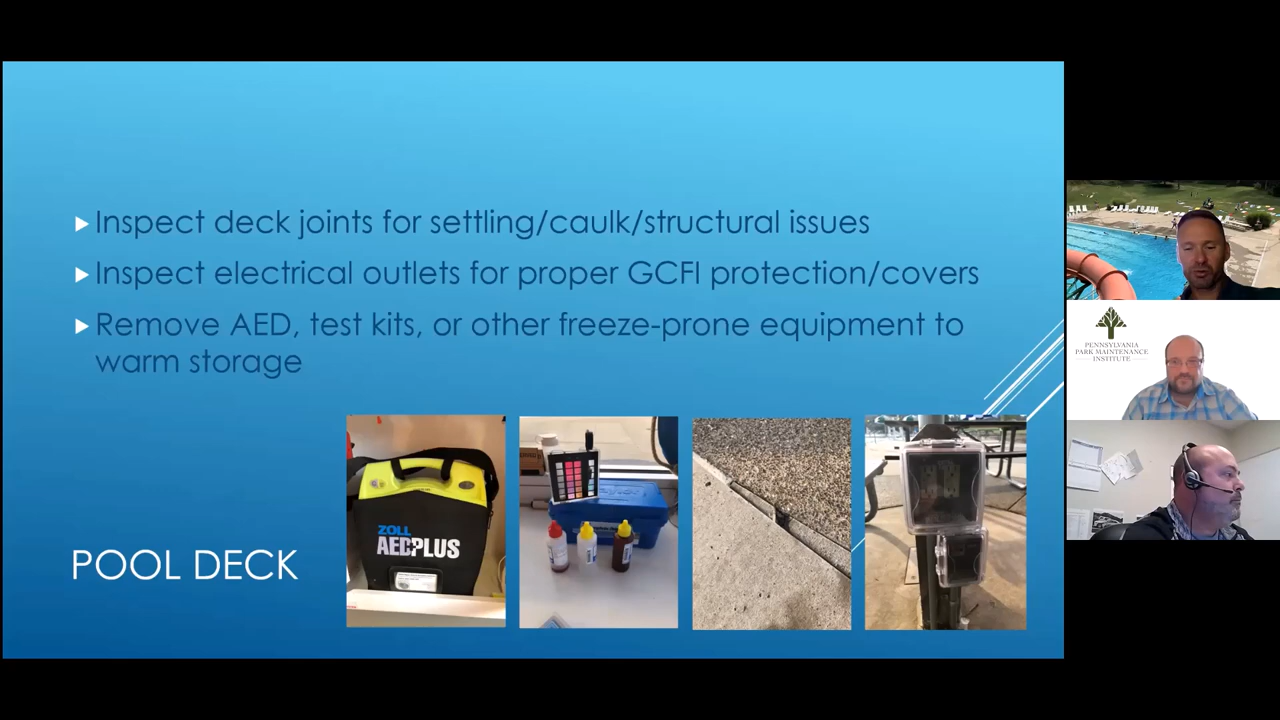 Inspect deck joints for settling/caulk/structural issues
Inspect electrical outlets for proper GCFI protection/covers
Remove AED, test kits, or other freeze-prone equipment to
warm storage
POOL DECK
ZOLL
AED PLUS
PENNSYLVANIA
PARK MAINTENANCE
INSTITUTE